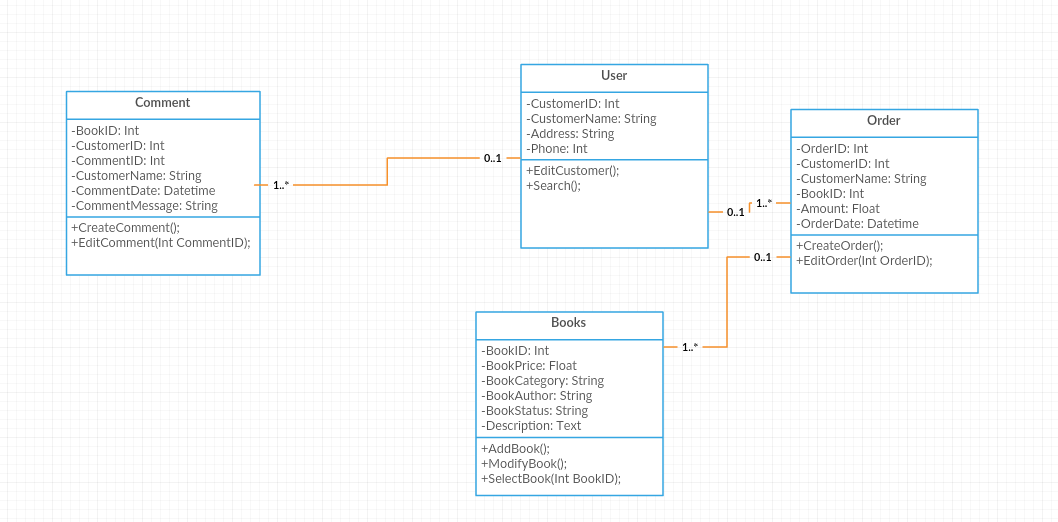 Comment
-BookID: Int
-CustomerID: Int
-CommentID: Int
-CustomerName: String
-CommentDate: Datetime
-CommentMessage: String
+CreateComment();
+EditComment(Int CommentID);
1..*
0..1
User
-CustomerID: Int
-CustomerName: String
-Address: String
-Phone: Int
+EditCustomer();
+Search();
0..1
1..*
Order
-OrderID: Int
-CustomerID: Int
-CustomerName: String
-BookID: Int
-Amount: Float
-OrderDate: Datetime
+CreateOrder();
+EditOrder(Int OrderID);
0..1
1..*
Books
-BookID: Int
-BookPrice: Float
-BookCategory: String
-BookAuthor: String
-BookStatus: String
-Description: Text
+AddBook();
+ModifyBook();
+SelectBook(Int BookID);